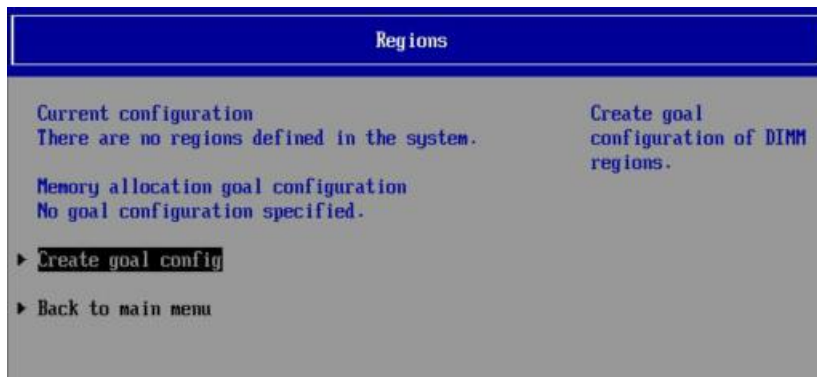 Regions
Current configuration
There are no regions defined in the system.
Memory allocation goal configuration
No goal configuration specified.
Create goal config
Back to main menu
Create goal
configuration of DIMM
regions.